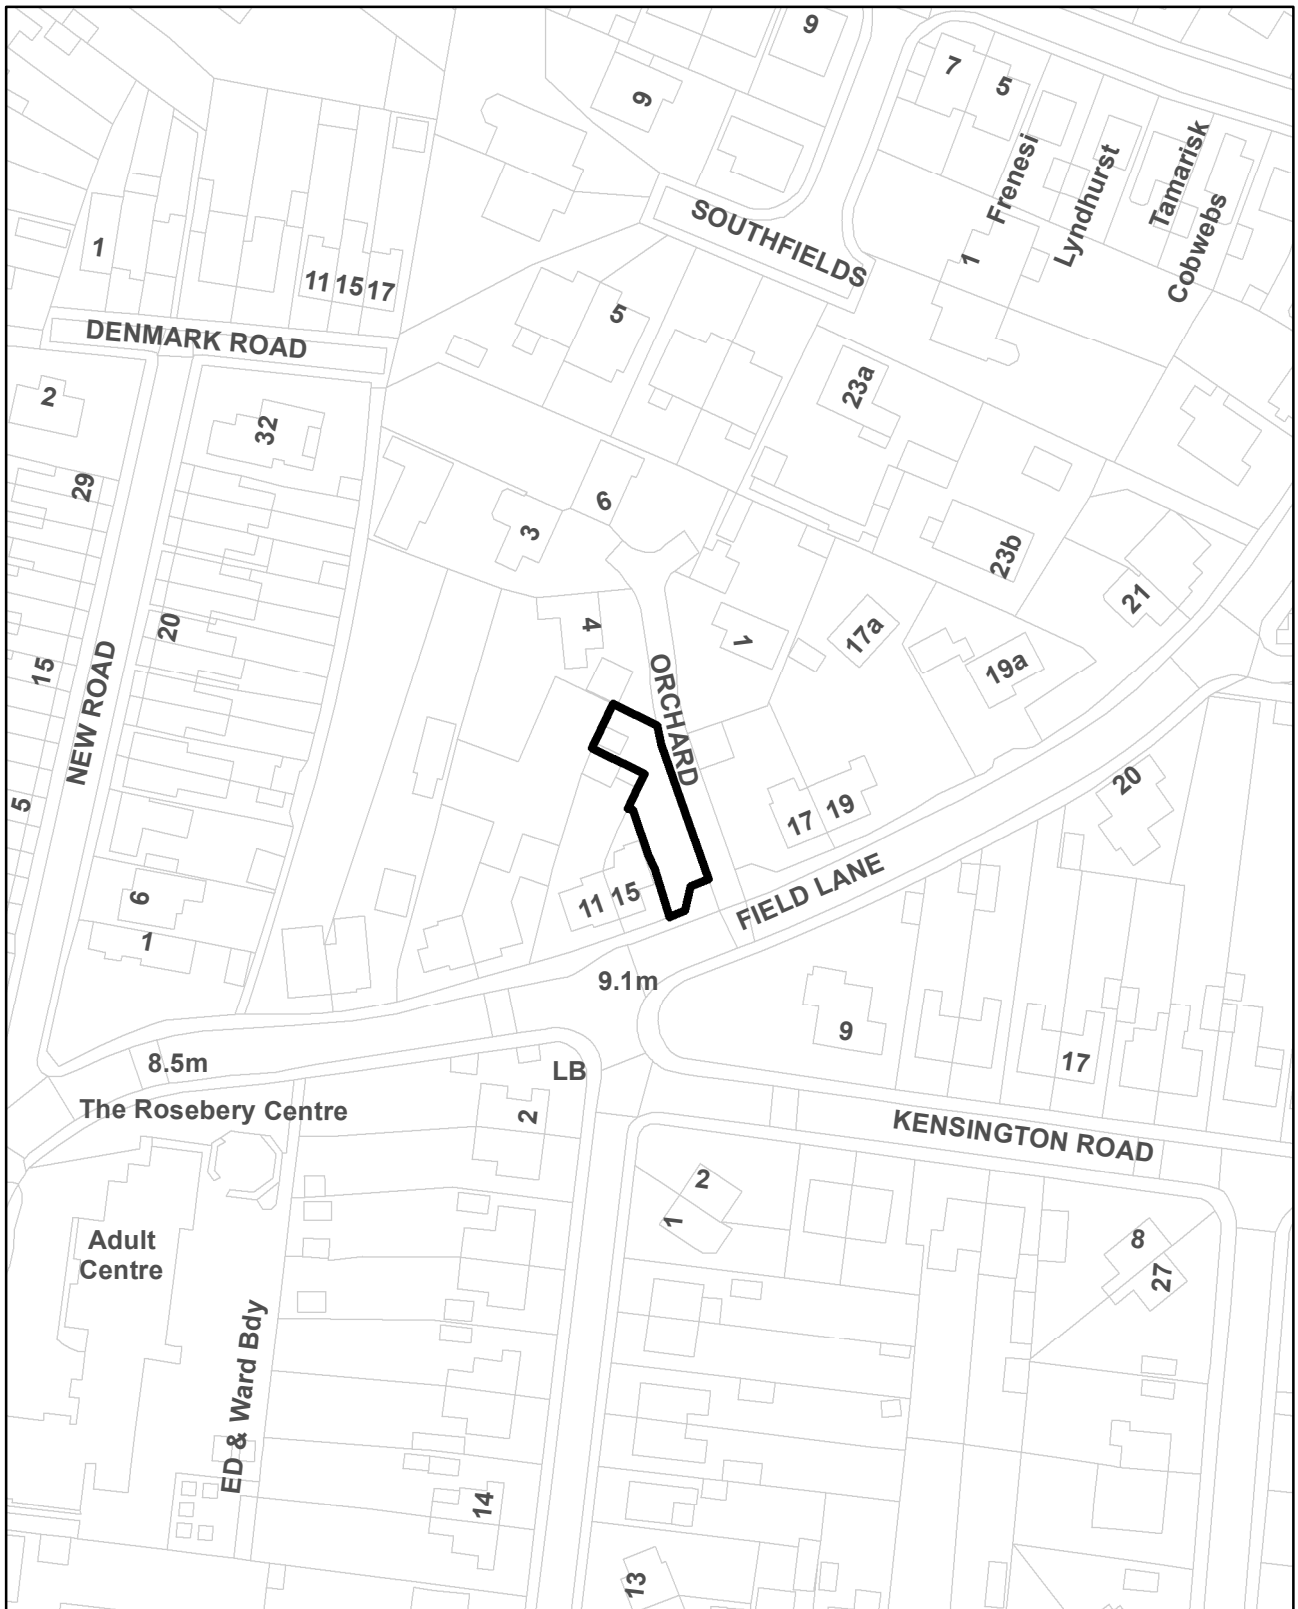 9
7
5
9
Frenesi
Lyndhurst
Tamarisk
Cobwebs
SOUTHFIELDS
1
1
11
15
17
5
DENMARK ROAD
2
32
23a
29
6
3
23b
21
20
4
1
17a
19a
15
NEW ROAD
ORCHARD
5
17
19
20
6
1
11
15
FIELD LANE
9.1m
9
17
8.5m
LB
The Rosebery Centre
2
KENSINGTON ROAD
2
1
Adult
Centre
8
27
ED & Ward Bdy
14
13